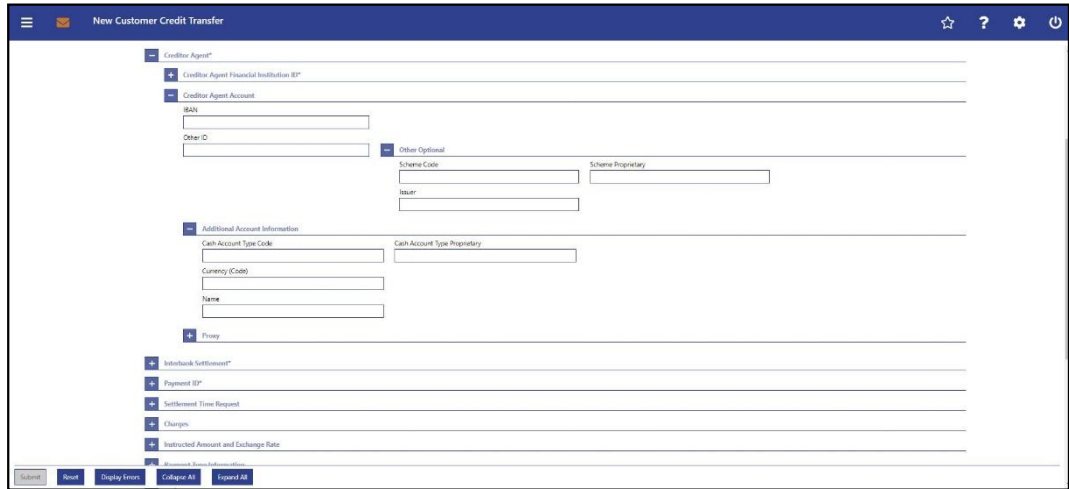 New Customer Credit Transfer
Creditor Agent*
Creditor Agent Financial Institution ID*
Creditor Agent Account
IBAN
Other ID
Other Optional
Scheme Code Scheme Proprietary
Issuer
Additional Account Information
Cash Account Type Code Cash Account Type Proprietary
Currency (Code)
Name
Proxy
Interbank Settlement*
Payment ID*
Settlement Time Request
Charges
Instructed Amount and Exchange Rate
Payment Type Information
Submit Reset Display Errors Collapse All Expand All